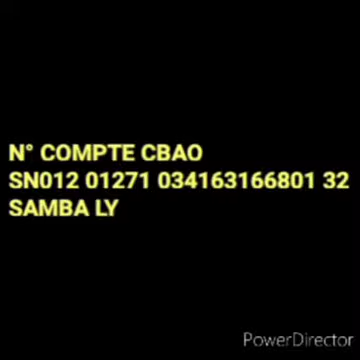 N° COMPTE CBAO
SN012 01271 034163166801 32
SAMBA LY
PowerDirector